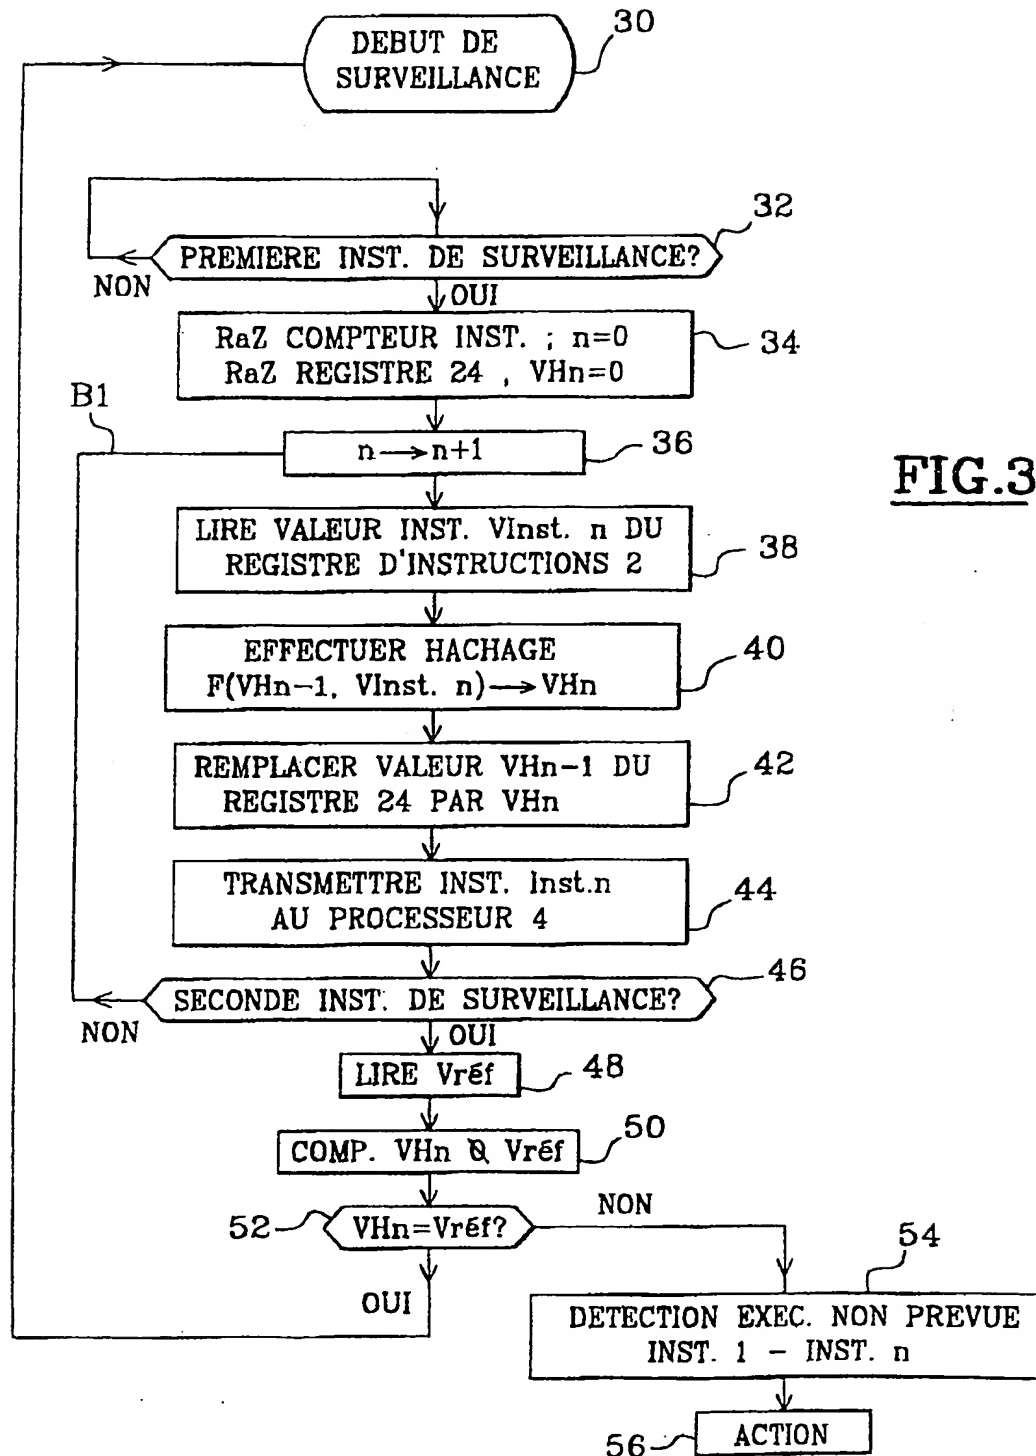 DEBUT DE
SURVEILLANCE
30
32
PREMIERE INST. DE SURVEILLANCE?
NON
OUI
RaZ COMPTEUR INST. ; n=0
RaZ REGISTRE 24 , VHn=0
34
B1
n→n+1
36
FIG.3
LIRE VALEUR INST. VInst. n DU
REGISTRE D'INSTRUCTIONS 2
38
EFFECTUER HACHAGE
F(VHn-1, VInst. n)→VHn
40
REMPLACER VALEUR VHn-1 DU
REGISTRE 24 PAR VHn
42
TRANSMETTRE INST. Inst.n
AU PROCESSEUR 4
44
46
SECONDE INST. DE SURVEILLANCE?
NON
OUI
LIRE Vréf
48
COMP. VHn Vréf
50
52
VHn=Vréf?
NON
OUI
54
DETECTION EXEC. NON PREVUE
INST. 1 - INST. n
56
ACTION